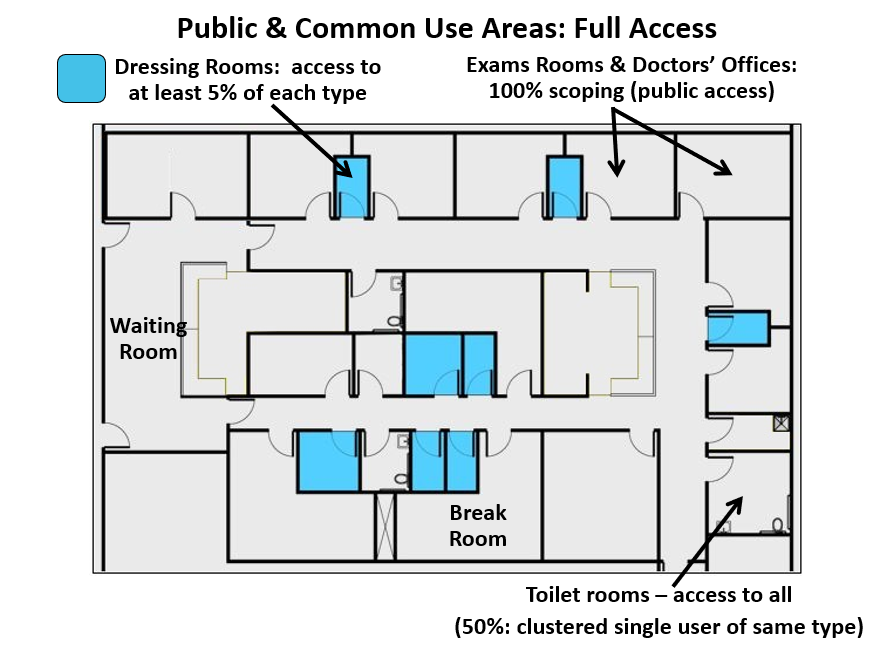 Public & Common Use Areas: Full Access
Dressing Rooms:  access to
at least 5% of each type
Exams Rooms & Doctors’ Offices:
100% scoping (public access)
Waiting
Room
Break
Room
Toilet rooms – access to all
(50%: clustered single user of same type)